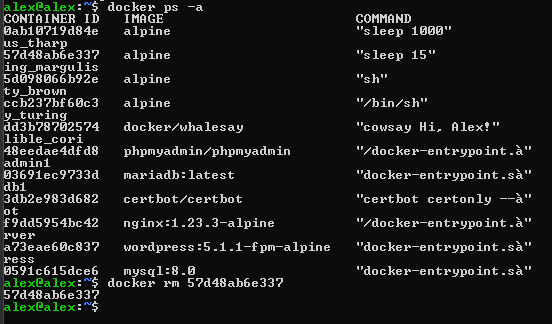 alex@alex:~$ docker ps -a
CONTAINER ID   IMAGE                        COMMAND
0ab10719d84e   alpine                       "sleep 1000"
us_tharp
57d48ab6e337   alpine                       "sleep 15"
ing_margulis
5d098066b92e   alpine                       "sh"
ty_brown
ccb237bf60c3   alpine                       "/bin/sh"
y_turing
dd3b78702574   docker/whalesay              "cowsay Hi, Alex!"
lible_cori
48eedae4dfd8   phpmyadmin/phpmyadmin        "/docker-entrypoint.à
admin1
03691ec9733d   mariadb:latest               "docker-entrypoint.sà
db1
3db2e983d682   certbot/certbot              "certbot certonly --à
ot
f9dd5954bc42   nginx:1.23.3-alpine          "/docker-entrypoint.à
rver
a73eae60c837   wordpress:5.1.1-fpm-alpine   "docker-entrypoint.sà
ress
0591c615dce6   mysql:8.0                    "docker-entrypoint.sà
alex@alex:~$ docker rm 57d48ab6e337
57d48ab6e337
alex@alex:~$